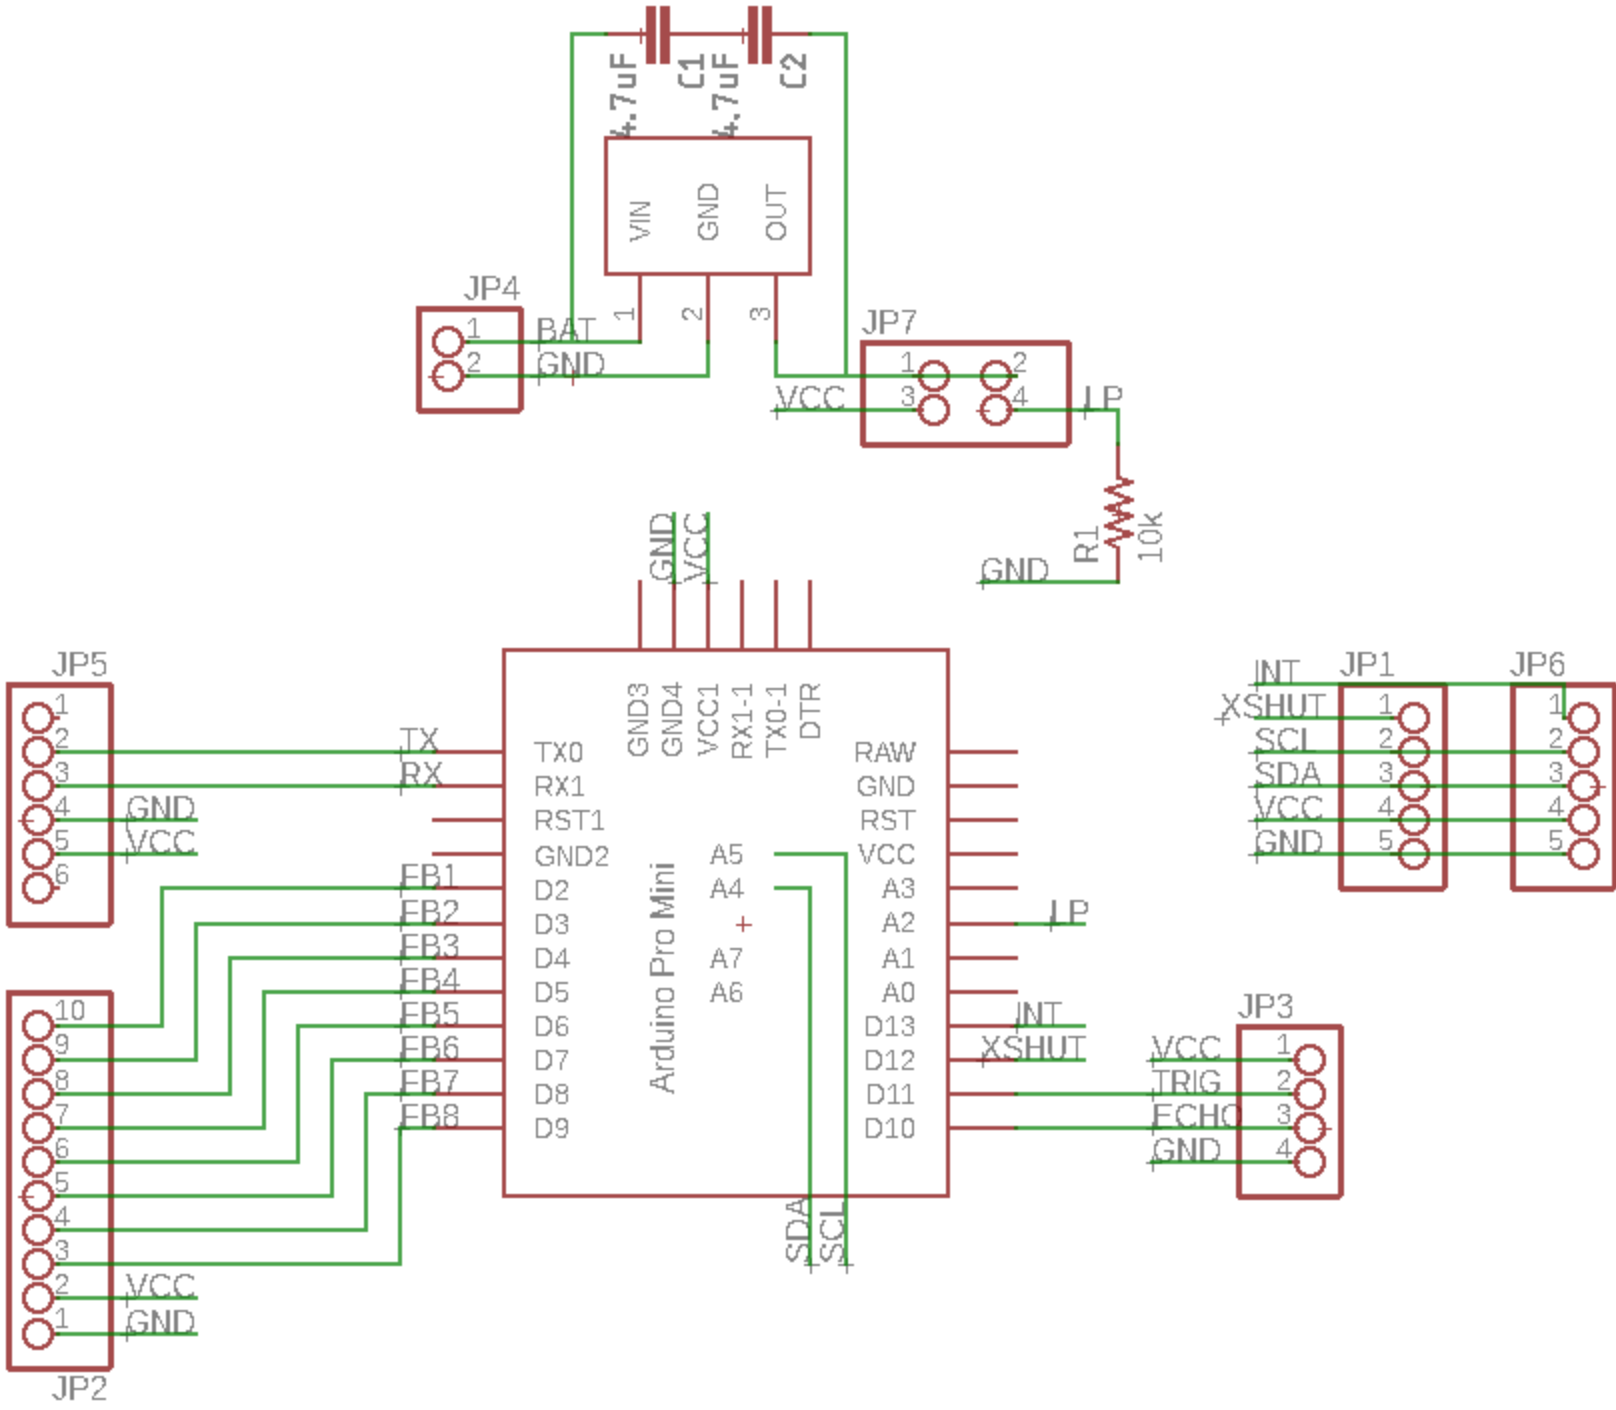 4.7uF
C1
4.7uF
C2
VIN
GND
OUT
1
2
3
JP4
1
BAT
2
GND
JP7
1
2
VCC
3
4
LP
R1
10k
GND
GND
VCC
JP5
1
2
3
4
GND
5
VCC
6
TX
RX
FB1
FB2
FB3
FB4
FB5
FB6
FB7
FB8
10
9
8
7
6
5
4
3
2
VCC
1
GND
JP2
GND3
GND4
VCC1
RX1-1
TX0-1
DTR
TX0
RX1
RST1
GND2
D2
D3
D4
D5
D6
D7
D8
D9
Arduino Pro Mini
A5
A4
A7
A6
RAW
GND
RST
VCC
A3
A2
A1
A0
D13
D12
D11
D10
LP
INT
XSHUT
SDA
SCL
JP3
VCC
1
TRIG
2
ECHO
3
GND
4
JP1
JP6
INT
XSHUT
1
1
SCL
2
2
SDA
3
3
VCC
4
4
GND
5
5